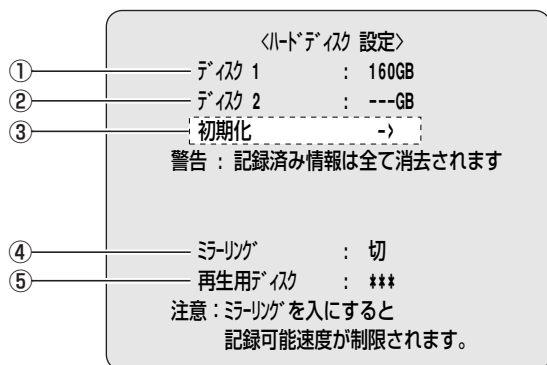 〈ﾊｰﾄﾞﾃﾞｨｽｸ 設定〉
① ﾃﾞｨｽｸ 1 : 160GB
② ﾃﾞｨｽｸ 2 : ---GB
③ 初期化 -〉
警告 : 記録済み情報は全て消去されます
④ ﾐﾗｰﾘﾝｸﾞ : 切
⑤ 再生用ﾃﾞｨｽｸ : ***
注意：ﾐﾗｰﾘﾝｸﾞを入にすると
記録可能速度が制限されます。